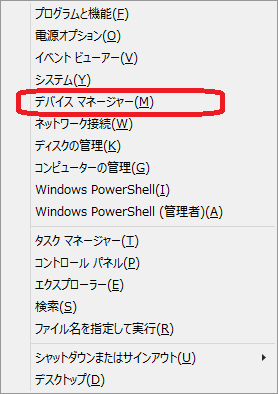 プログラムと機能(F)
電源オプション(O)
イベント ビューアー(V)
システム(Y)
デバイス マネージャー(M)
ネットワーク接続(W)
ディスクの管理(K)
コンピューターの管理(G)
Windows PowerShell(I)
Windows PowerShell (管理者)(A)
タスク マネージャー(T)
コントロール パネル(P)
エクスプローラー(E)
検索(S)
ファイル名を指定して実行(R)
シャットダウンまたはサインアウト(U)
デスクトップ(D)